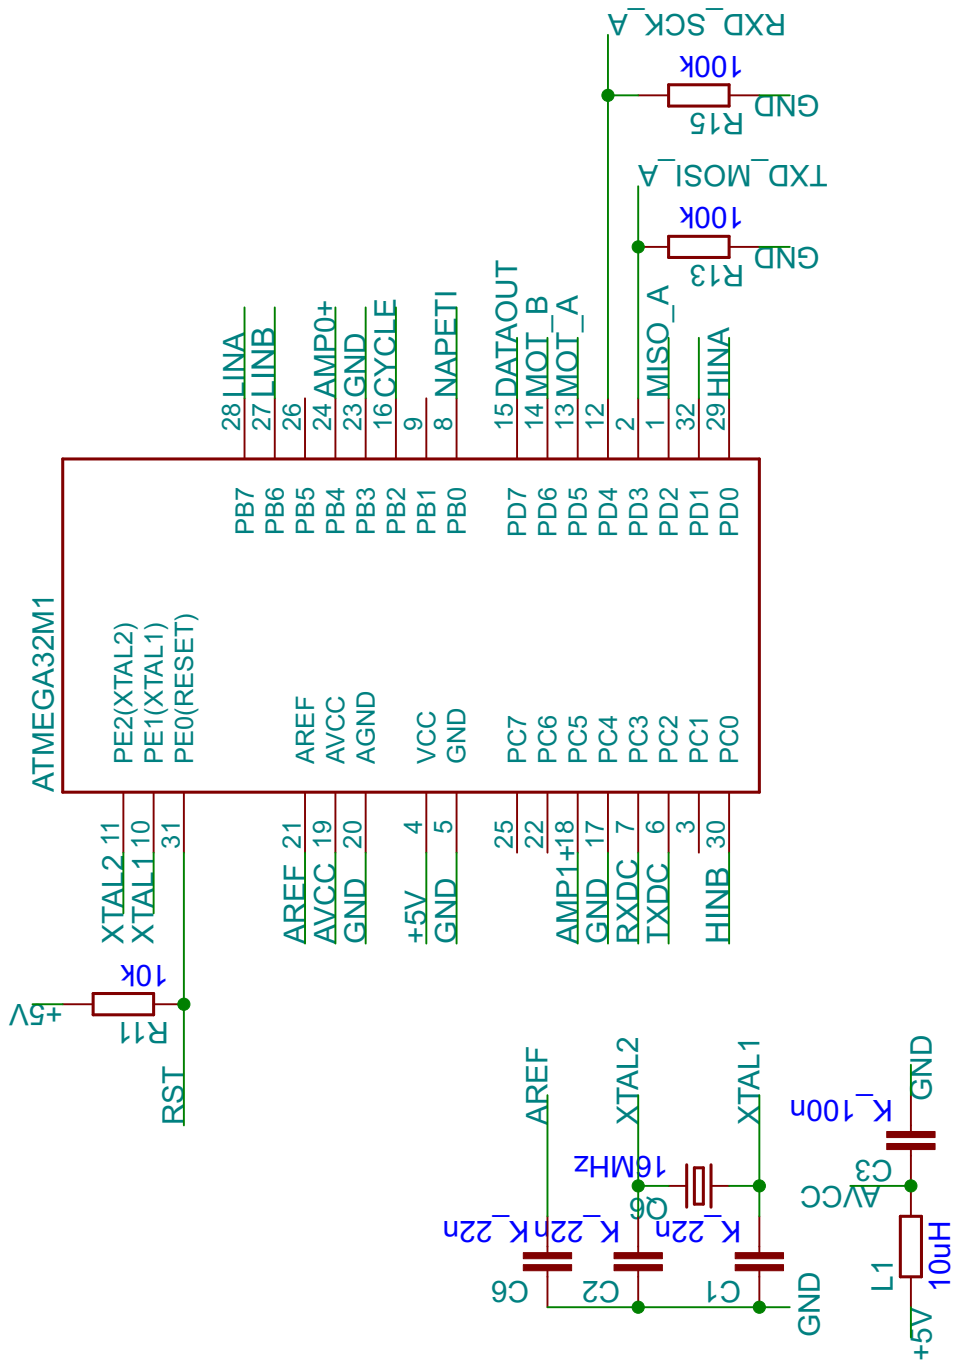 RXD_SCK_A
100k
R15
GND
TXD_MOSI_A
100k
R13
GND
28 LINA
27 LINB
26
24 AMP0+
23 GND
16 CYCLE
9
8 NAPETI
15 DATAOUT
14 MOT_B
13 MOT_A
12
2
1 MISO_A
32
29 HINA
ATMEGA32M1
PB7
PB6
PB5
PB4
PB3
PB2
PB1
PB0
PD7
PD6
PD5
PD4
PD3
PD2
PD1
PD0
PE2(XTAL2)
PE1(XTAL1)
PE0(RESET)
AREF
AVCC
AGND
VCC
GND
PC7
PC6
PC5
PC4
PC3
PC2
PC1
PC0
XTAL2 11
XTAL1 10
31
AREF 21
AVCC 19
GND 20
+5V 4
GND 5
25
22
AMP1+ 18
GND 17
RXDC 7
TXDC 6
3
HINB 30
+5V
10k
R11
RST
AREF
XTAL2
XTAL1
16MHz
Q6
K_22n
C6
K_22n
C2
K_22n
C1
GND
GND
K_100n
C3
AVCC
L1
10uH
+5V